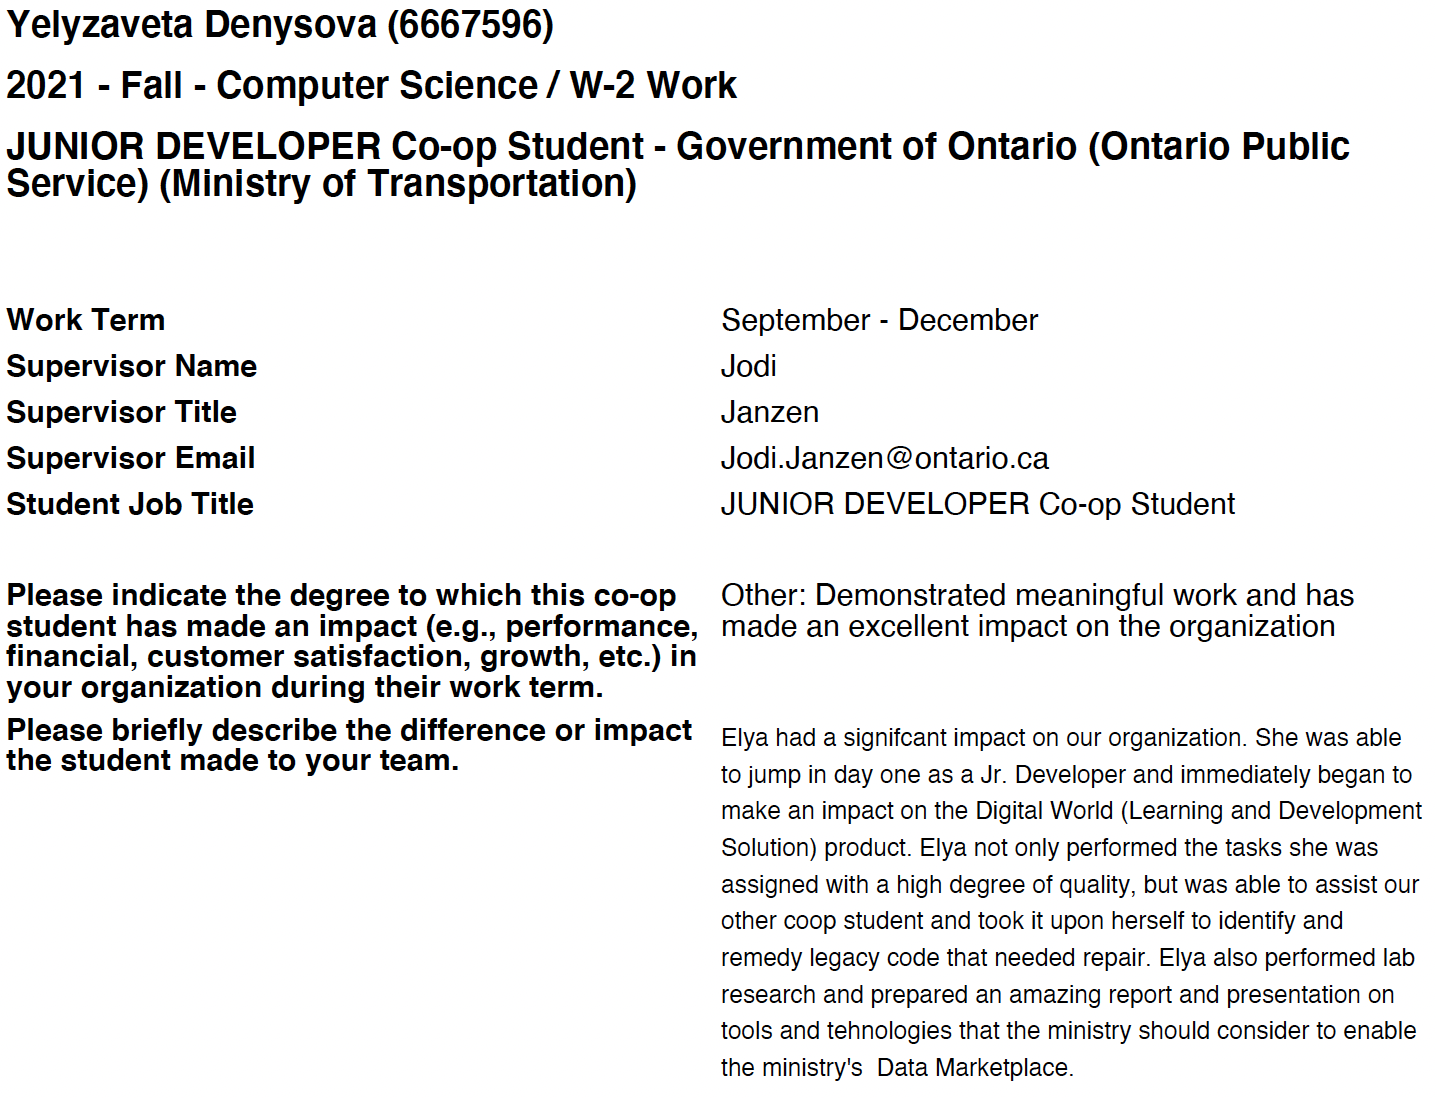 Yelyzaveta Denysova (6667596)
2021 - Fall - Computer Science / W-2 Work
JUNIOR DEVELOPER Co-op Student - Government of Ontario (Ontario Public
Service) (Ministry of Transportation)
Work Term September - December
Supervisor Name Jodi
Supervisor Title Janzen
Supervisor Email Jodi.Janzen@ontario.ca
Student Job Title JUNIOR DEVELOPER Co-op Student
Please indicate the degree to which this co-op
student has made an impact (e.g., performance,
financial, customer satisfaction, growth, etc.) in
your organization during their work term.
Other: Demonstrated meaningful work and has
made an excellent impact on the organization
Please briefly describe the difference or impact
the student made to your team.
Elya had a signifcant impact on our organization. She was able
to jump in day one as a Jr. Developer and immediately began to
make an impact on the Digital World (Learning and Development
Solution) product. Elya not only performed the tasks she was
assigned with a high degree of quality, but was able to assist our
other coop student and took it upon herself to identify and
remedy legacy code that needed repair. Elya also performed lab
research and prepared an amazing report and presentation on
tools and tehnologies that the ministry should consider to enable
the ministry's  Data Marketplace.